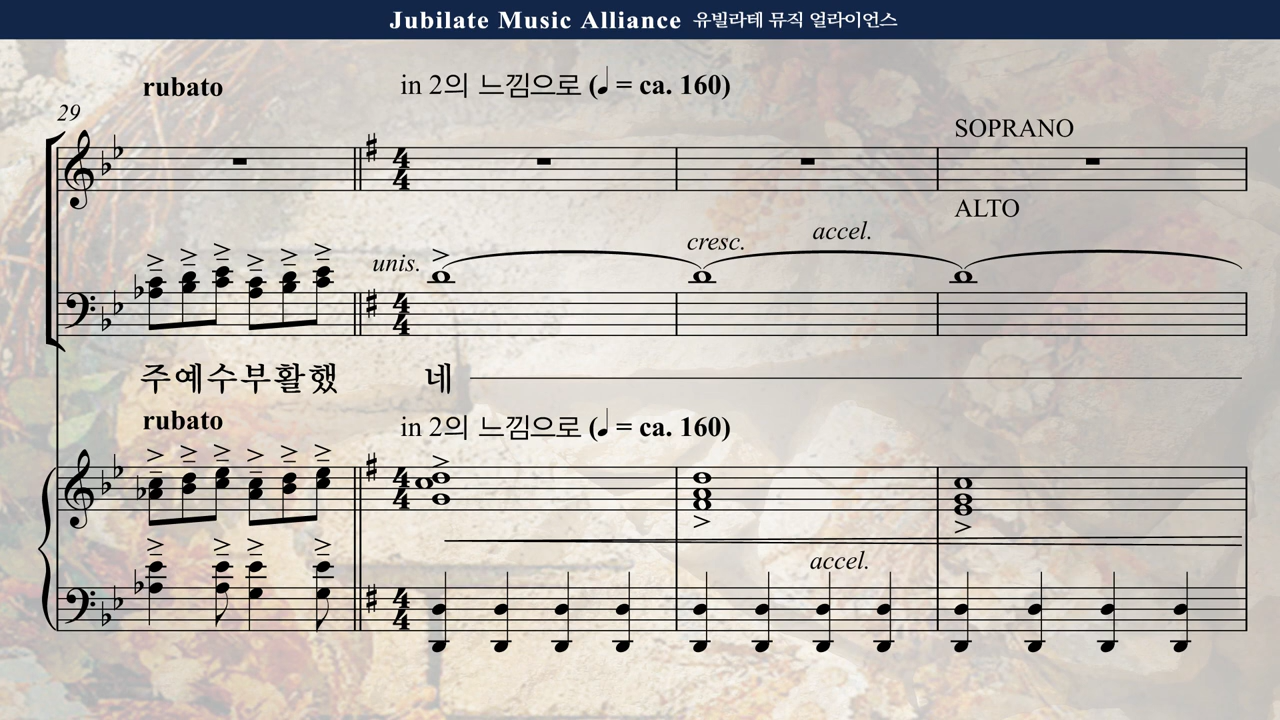 Jubilate Music Alliance 유빌라테 뮤직 얼라이언스
rubato in 2의 느낌으로 (♩ = ca. 160)
29
SOPRANO
ALTO
unis. cresc. accel.
주예수부활했 네
rubato in 2의 느낌으로 (♩ = ca. 160)
accel.